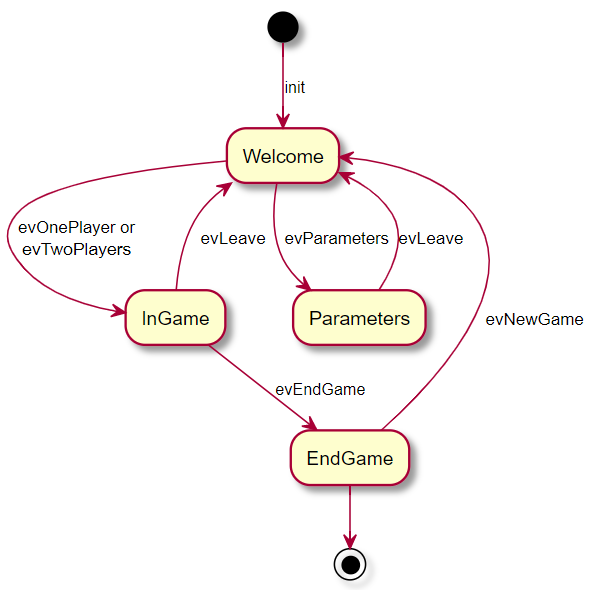 init
Welcome
evOnePlayer or
evTwoPlayers
evLeave
evParameters
evLeave
InGame
Parameters
evNewGame
evEndGame
EndGame